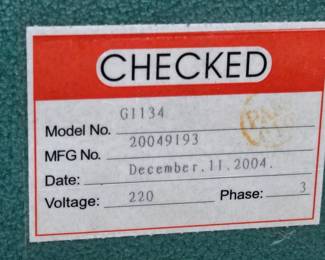 CHECKED
Model No. G1134
MFG No. 20049193
Date: December.11.2004.
Voltage: 220 Phase: 3